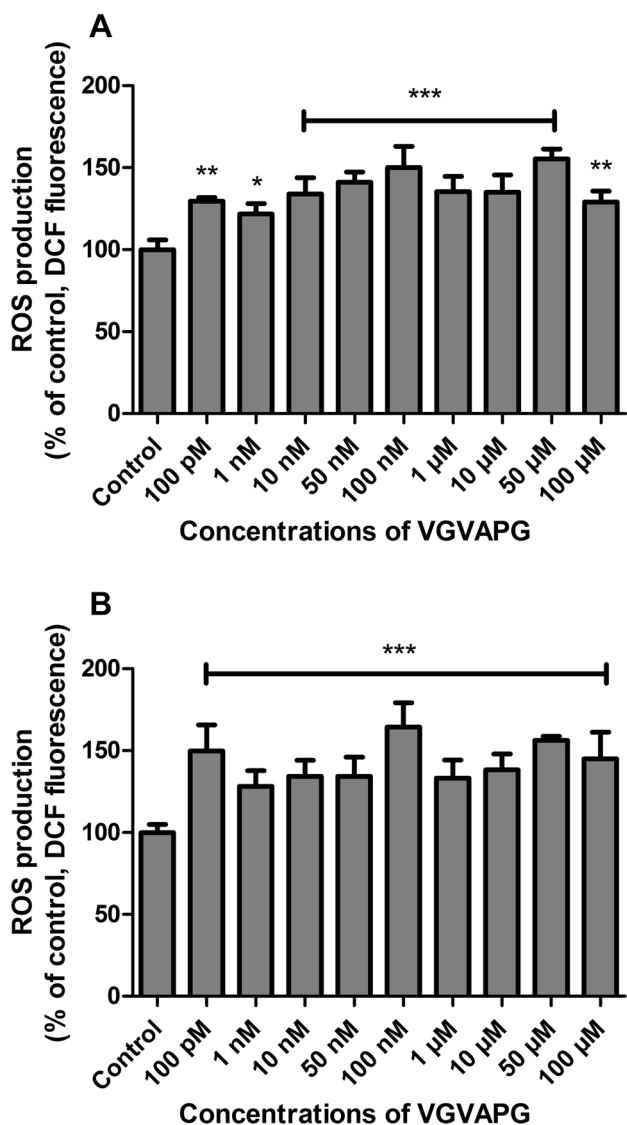 A
ROS production
(% of control, DCF fluorescence)
200
150
100
50
0
***
**
*
**
Control
100 pM
1 nM
10 nM
50 nM
100 nM
1 µM
10 µM
50 µM
100 µM
Concentrations of VGVAPG
B
ROS production
(% of control, DCF fluorescence)
200
150
100
50
0
***
Control
100 pM
1 nM
10 nM
50 nM
100 nM
1 µM
10 µM
50 µM
100 µM
Concentrations of VGVAPG